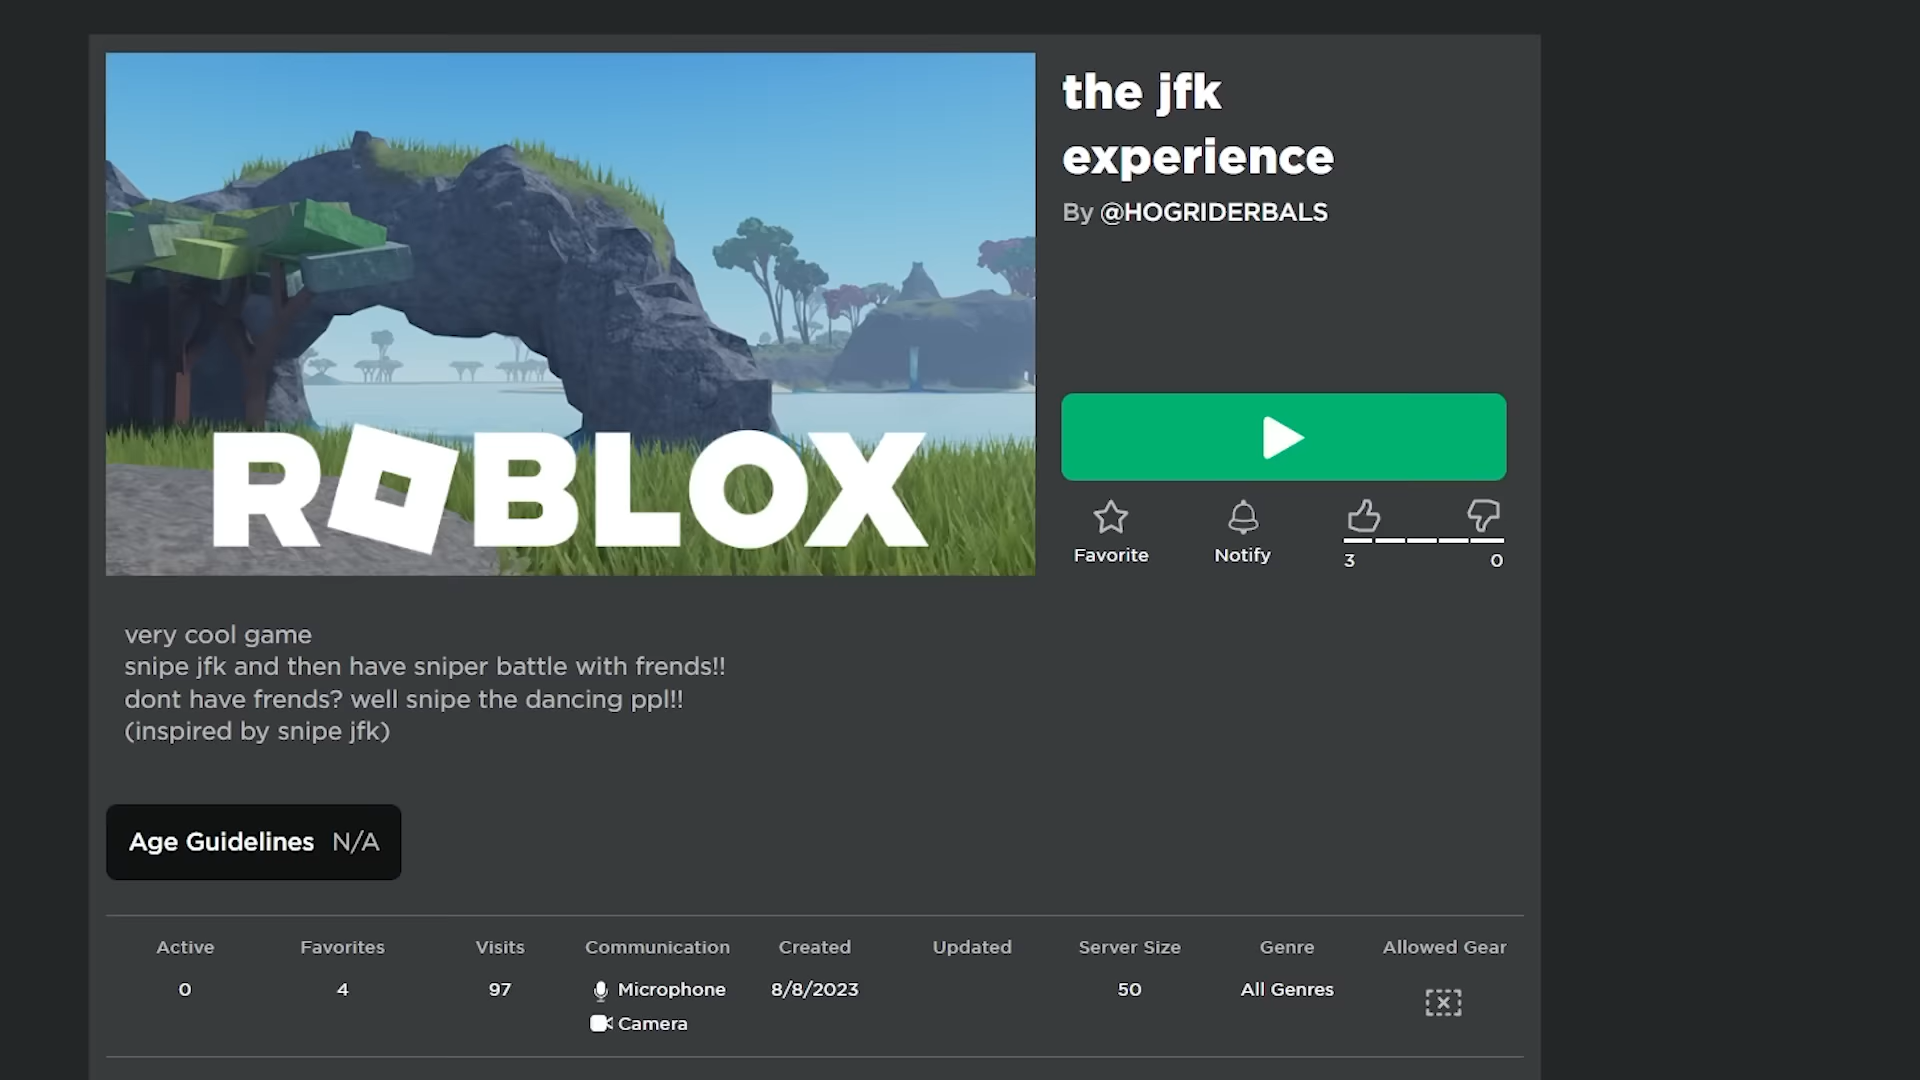 the jfk
experience
By @HOGRIDERBALS
ROBLOX
Favorite
Notify
3
0
very cool game
snipe jfk and then have sniper battle with frends!!
dont have frends? well snipe the dancing ppl!!
(inspired by snipe jfk)
Age Guidelines N/A
Active Favorites Visits Communication Created Updated Server Size Genre Allowed Gear
0 4 97 Microphone 8/8/2023 50 All Genres
Camera